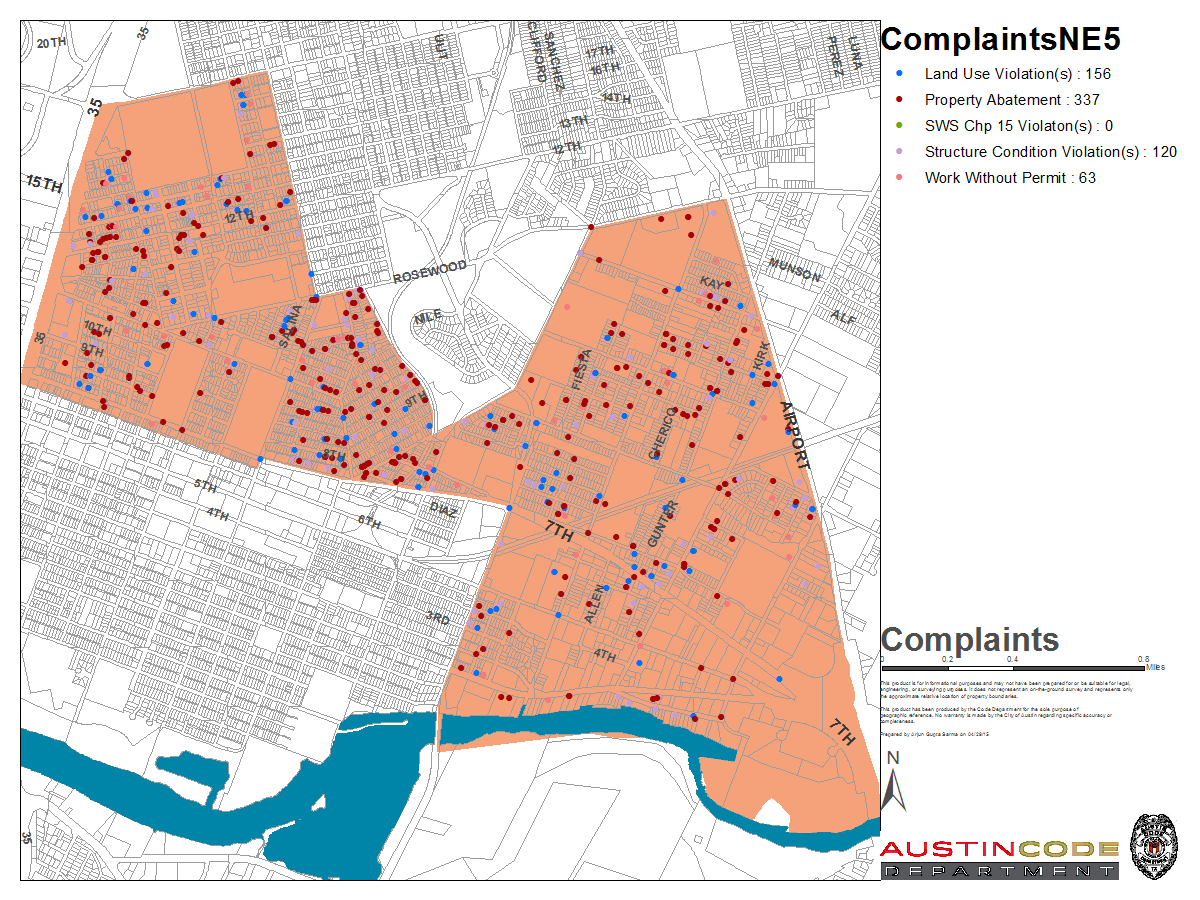 ComplaintsNE5
Land Use Violation(s) : 156
Property Abatement : 337
SWS Chp 15 Violaton(s) : 0
Structure Condition Violation(s) : 120
Work Without Permit : 63
20TH
35
35
15TH
UUT
CLIFFORD
SANCHEZ
17TH
16TH
14TH
13TH
12TH
PEREZ
LUNA
12TH
ROSEWOOD
NILE
SALINA
MUNSON
ALF
KAY
KIRK
35
10TH
9TH
FIESTA
9TH
CHERICO
AIRPORT
8TH
5TH
4TH
6TH
DIAZ
7TH
GUNTER
ALLEN
3RD
4TH
7TH
35
Complaints
0.2
0.4
0.8
Miles
This product is for informational purposes and may not have been prepared for or be suitable for legal,
engineering, or surveying purposes. It does not represent an on-the-ground survey and represents only
the approximate relative location of property boundaries.
This product has been produced by the Code Department for the sole purpose of
geographic reference. No warranty is made by the City of Austin regarding specific accuracy or
completeness.
Prepared by Arjun Gupta Sarma on
N
AUSTINCODE
DEPARTMENT